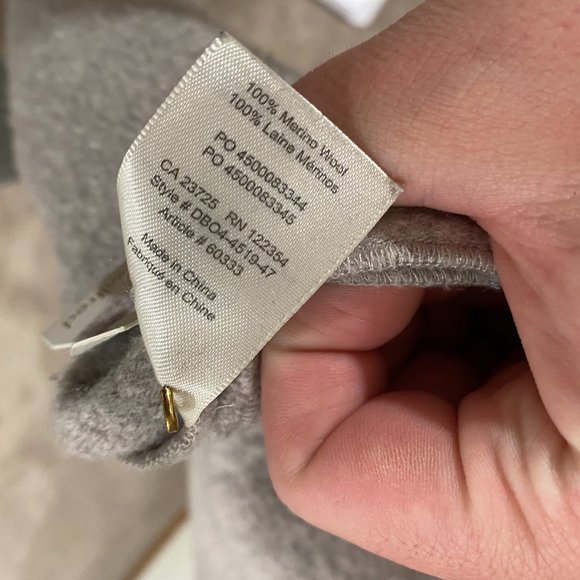 100% Merino Wool
100% Laine Mérinos
PO 4500083344
PO 4500083345
CA 23725 RN 122354
Style # DBO4-4519-47
Article # 60333
Made in China
Fabriqué en Chine